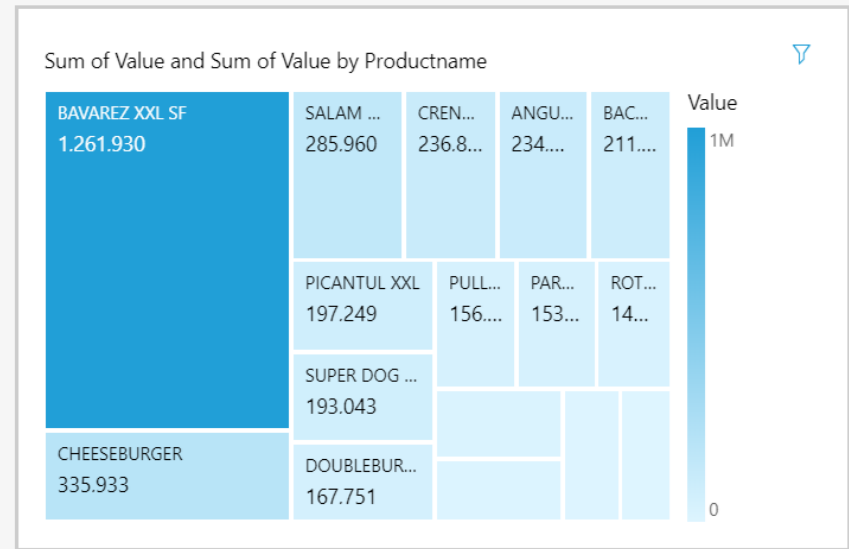 Sum of Value and Sum of Value by Productname
BAVAREZ XXL SF
1.261.930
CHEESEBURGER
335.933
SALAM ...
285.960
CREN...
236.8...
ANGU...
234....
BAC...
211....
PICANTUL XXL
197.249
SUPER DOG ...
193.043
DOUBLEBUR...
167.751
PULL...
156....
PAR...
153...
ROT...
14...
Value
1M
0